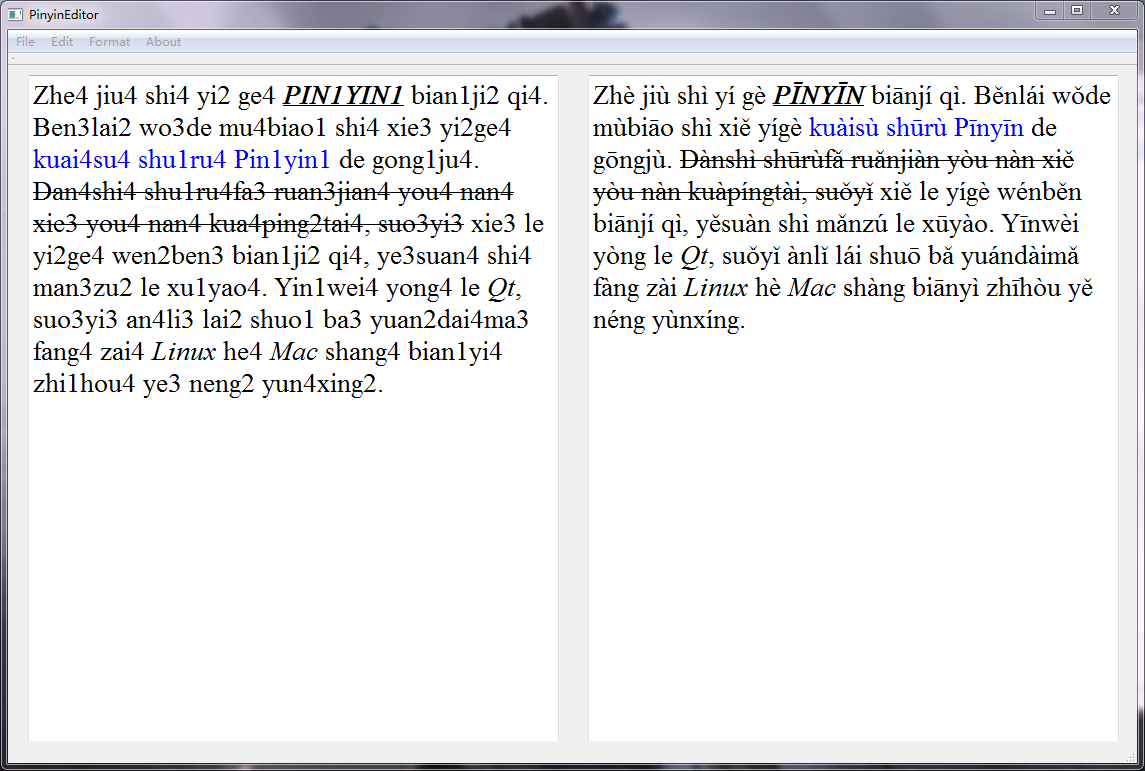 PinyinEditor
File Edit Format About
Zhe4 jiu4 shi4 yi2 ge4 PIN1YIN1 bian1ji2 qi4.
Ben3lai2 wo3de mu4biao1 shi4 xie3 yi2ge4
kuai4su4 shu1ru4 Pin1yin1 de gong1ju4.
Dan4shi4 shu1ru4fa3 ruan3jian4 you4 nan4
xie3 you4 nan4 kua4ping2tai4, suo3yi3 xie3 le
yi2ge4 wen2ben3 bian1ji2 qi4, ye3suan4 shi4
man3zu2 le xu1yao4. Yin1wei4 yong4 le Qt,
suo3yi3 an4li3 lai2 shuo1 ba3 yuan2dai4ma3
fang4 zai4 Linux he4 Mac shang4 bian1yi4
zhi1hou4 ye3 neng2 yun4xing2.
Zhè jiù shì yí gè PĪNYĪN biānjí qì. Běnlái wǒde
mùbiāo shì xiě yígè kuàisù shūrù Pīnyīn de
gōngjù. Dànshì shūrùfǎ ruǎnjiàn yòu nàn xiě
yòu nàn kuàpíngtài, suǒyǐ xiě le yígè wénběn
biānjí qì, yěsuàn shì mǎnzú le xūyào. Yīnwèi
yòng le Qt, suǒyǐ ànlǐ lái shuō bǎ yuándàimǎ
fàng zài Linux hè Mac shàng biānyì zhīhòu yě
néng yùnxíng.